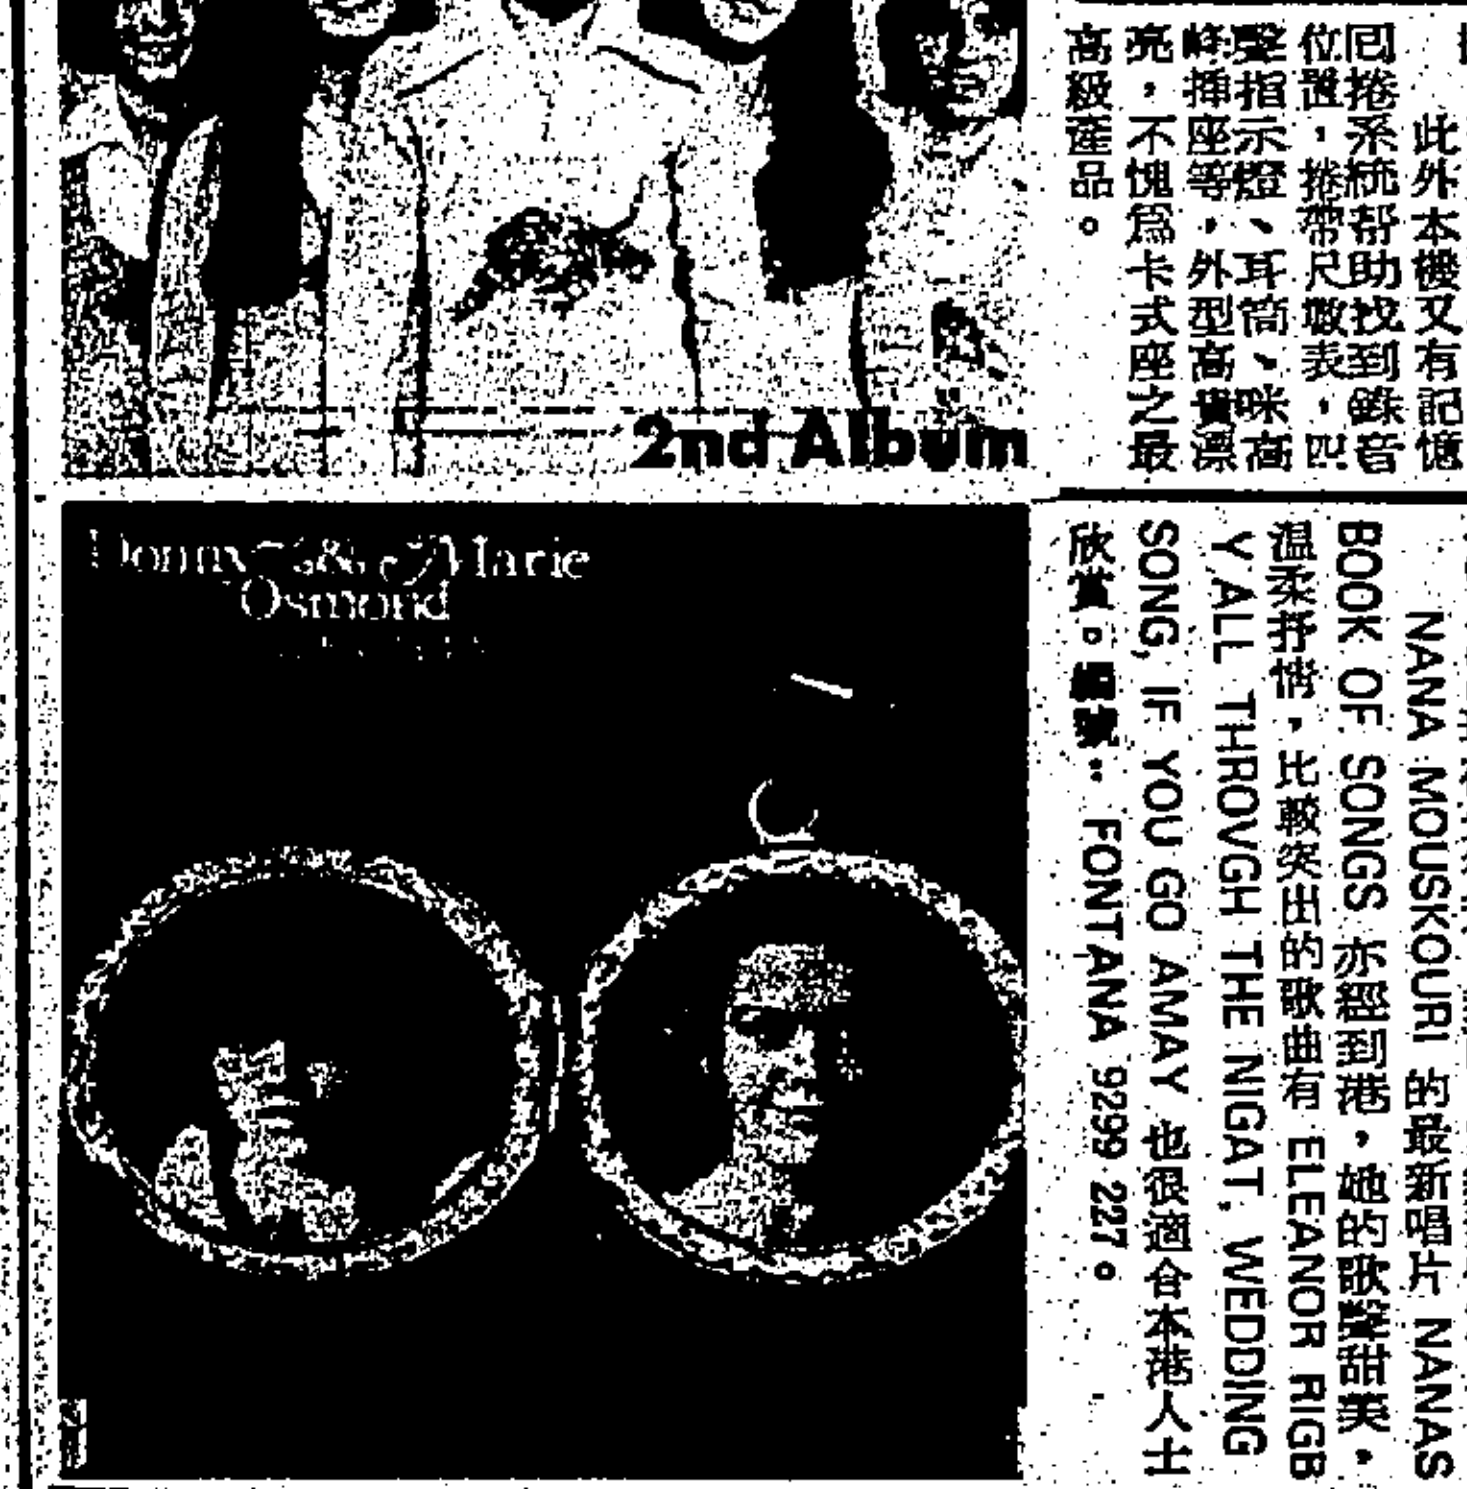 此外本機又有記憶
回捲系統帮助找到錄音
位置，捲帶尺數表，四
聲指示燈、耳筒、咪高
峰揷座等，外型高貴漂
亮，不愧爲卡式座之最
高級產品。
2nd Album
Donny & Marie
Osmond
NANA MOUSKOURI 的最新唱片 NANAS
BOOK OF SONGS 亦經到港，她的歌聲甜美，
温柔抒情，比較突出的歌曲有 ELEANOR RIGB
Y ALL THROVGH THE NIGAT, WEDDING
SONG, IF YOU GO AMAY 也很適合本港人士
欣賞。編號：FONTANA 9299 227。